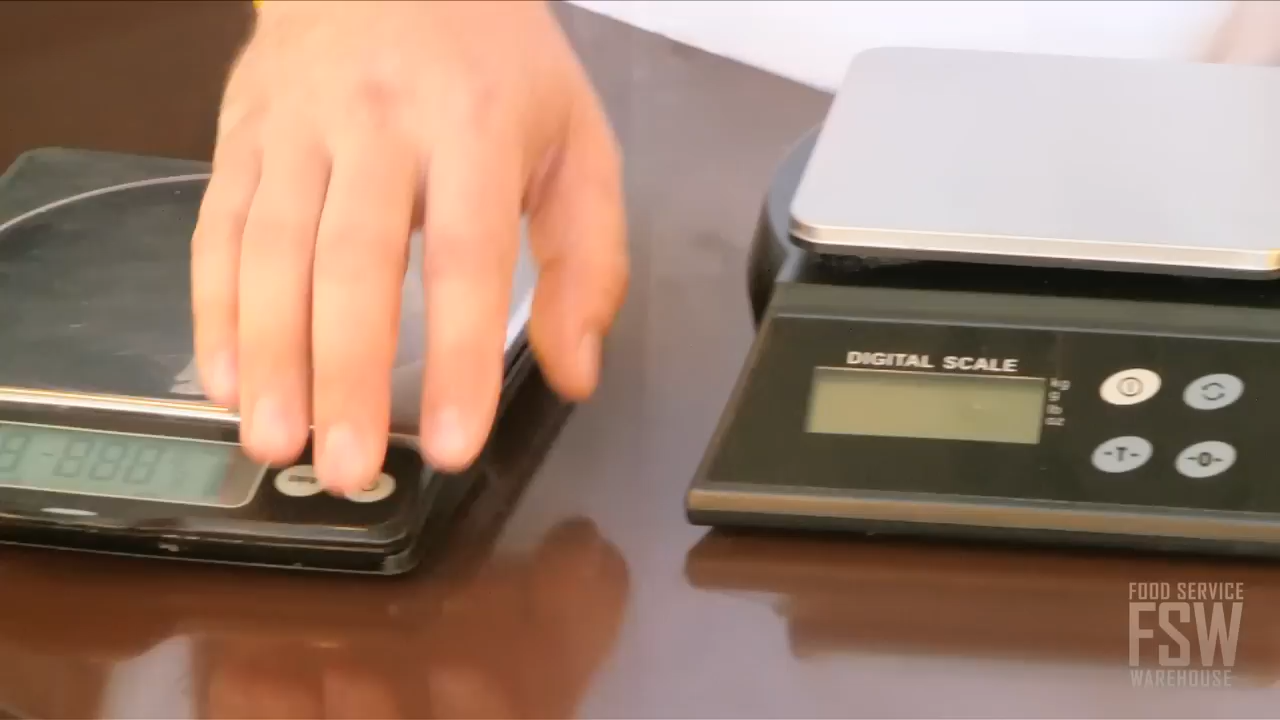 DIGITAL SCALE
kg
g
lb
oz
-T-
-0-
FOOD SERVICE
FSW
WAREHOUSE